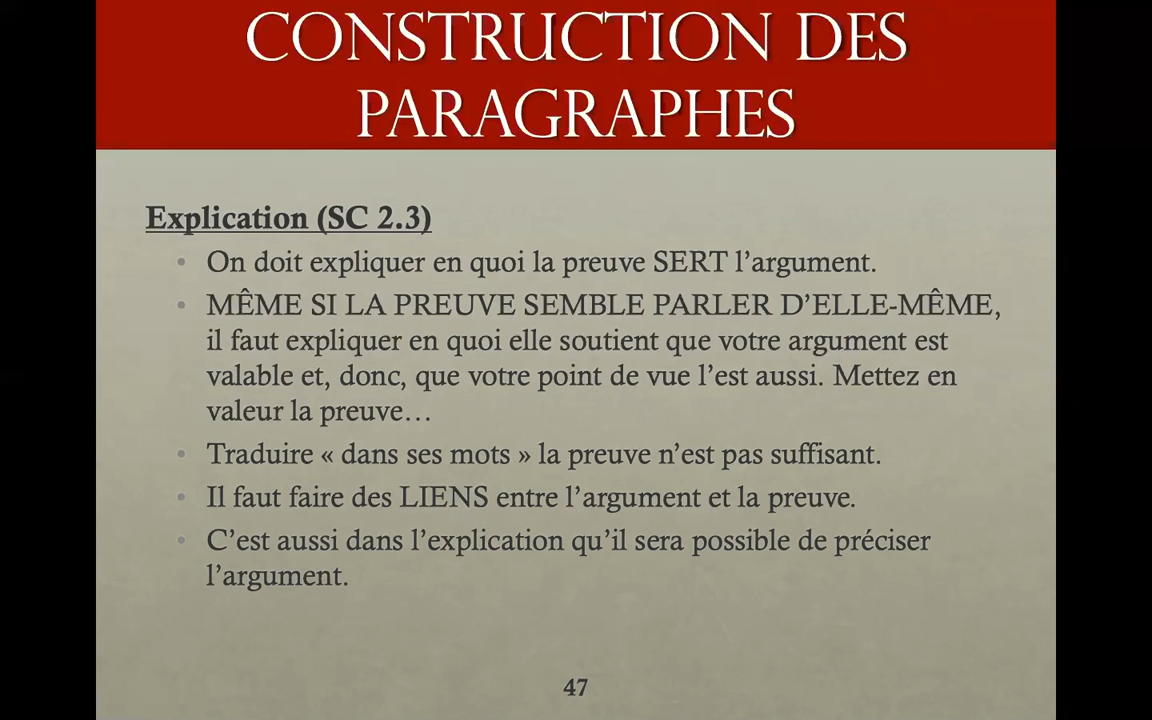 CONSTRUCTION DES
PARAGRAPHES
Explication (SC 2.3)
• On doit expliquer en quoi la preuve SERT l’argument.
• MÊME SI LA PREUVE SEMBLE PARLER D’ELLE-MÊME,
il faut expliquer en quoi elle soutient que votre argument est
valable et, donc, que votre point de vue l’est aussi. Mettez en
valeur la preuve…
• Traduire « dans ses mots » la preuve n’est pas suffisant.
• Il faut faire des LIENS entre l’argument et la preuve.
• C’est aussi dans l’explication qu’il sera possible de préciser
l’argument.
47